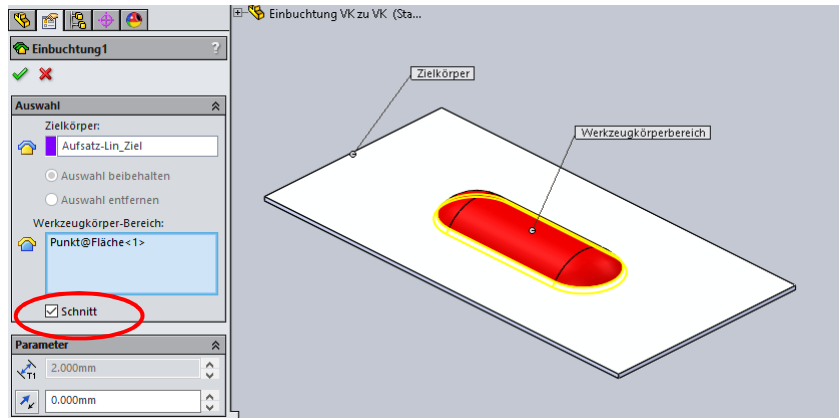 Einbuchtung VK zu VK (Sta...
Einbuchtung1
?
Auswahl
Zielkörper:
Aufsatz-Lin_Ziel
Auswahl beibehalten
Auswahl entfernen
Werkzeugkörper-Bereich:
Punkt@Fläche<1>
Schnitt
Parameter
T1
2.000mm
0.000mm
Zielkörper
Werkzeugkörperbereich